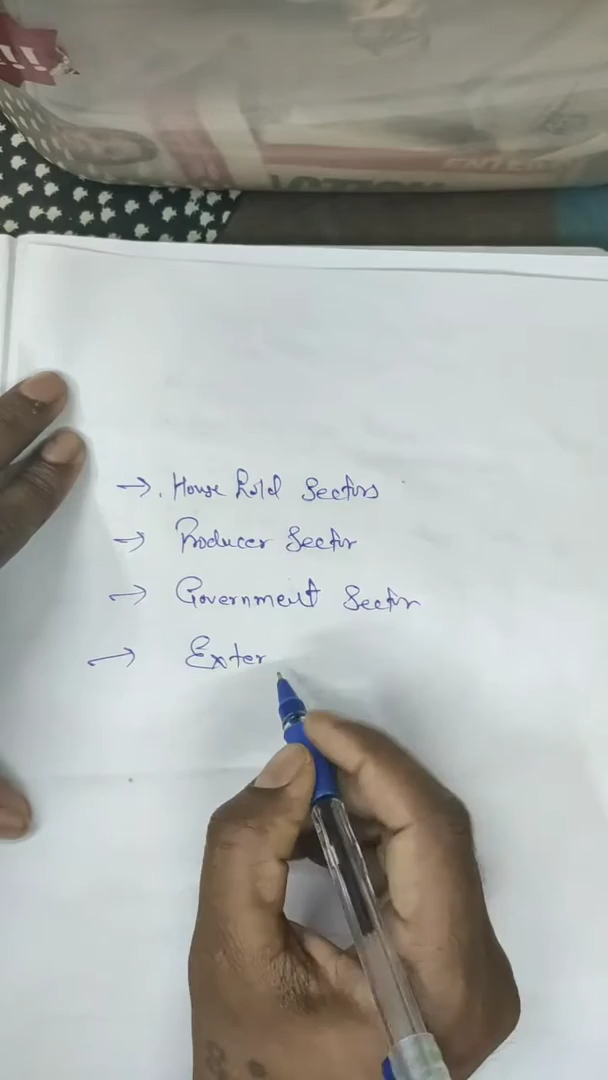 !!!
→ House hold Sectors
→ Producer Sector
→ Government Sector
→ Exter